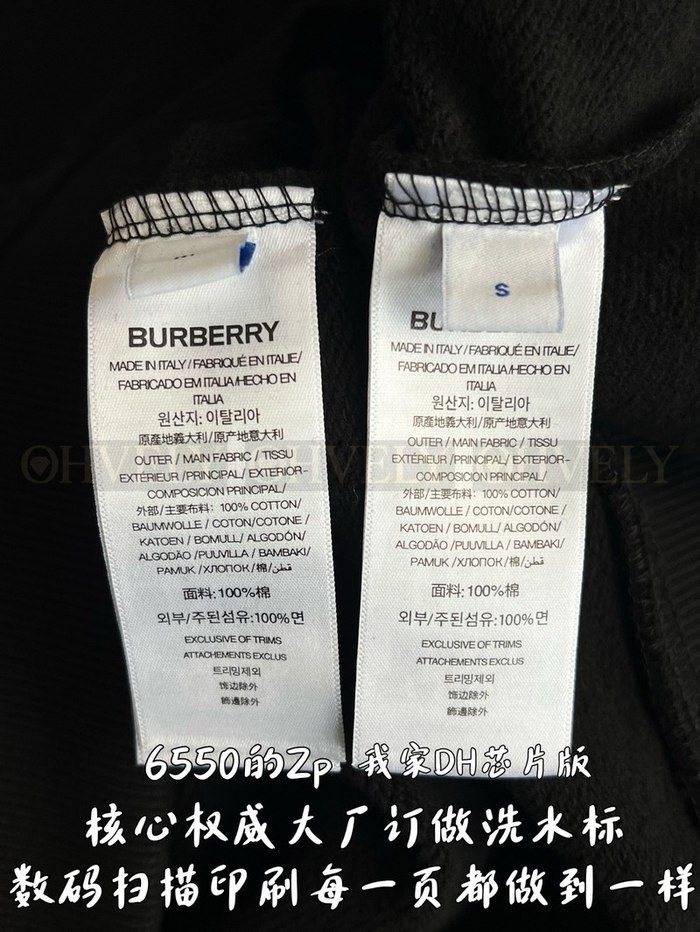 BURBERRY
MADE IN ITALY / FABRIQUÉ EN ITALIE/
FABRICADO EM ITALIA/HECHO EN
ITALIA
원산지: 이탈리아
原產地義大利/原产地意大利
OUTER / MAIN FABRIC / TISSU
EXTÉRIEUR /PRINCIPAL/ EXTERIOR-
COMPOSICION PRINCIPAL/
外部/主要布料: 100% COTTON/
BAUMWOLLE / COTON/COTONE/
KATOEN / BOMULL/ ALGODÓN/
ALGODÃO /PUUVILLA / BAMBAKI/
PAMUK /ХЛОПОК /棉/قطن
面料: 100%棉
외부/주된섬유:100%면
EXCLUSIVE OF TRIMS
ATTACHEMENTS EXCLUS
트리밍제외
饰边除外
飾邊除外
S
BU
MADE IN ITALY / FABRIQUÉ EN ITALIE/
FABRICADO EM ITALIA/HECHO EN
ITALIA
원산지: 이탈리아
原產地義大利/原产地意大利
OUTER / MAIN FABRIC / TISSU
EXTÉRIEUR /PRINCIPAL/ EXTERIOR-
COMPOSICION PRINCIPAL/
外部/主要布料: 100% COTTON/
BAUMWOLLE / COTON/COTONE /
KATOEN / BOMULL/ ALGODÓN/
ALGODÃO /PUUVILLA / BAMBAKI/
PAMUK /ХЛОПОК /棉/قطن
面料: 100%棉
외부/주된섬유:100%면
EXCLUSIVE OF TRIMS
ATTACHEMENTS EXCLUS
트리밍제외
饰边除外
飾邊除外
6550的Zp 我家DH芯片版
核心权威大厂订做洗水标
数码扫描印刷每一页都做到一样